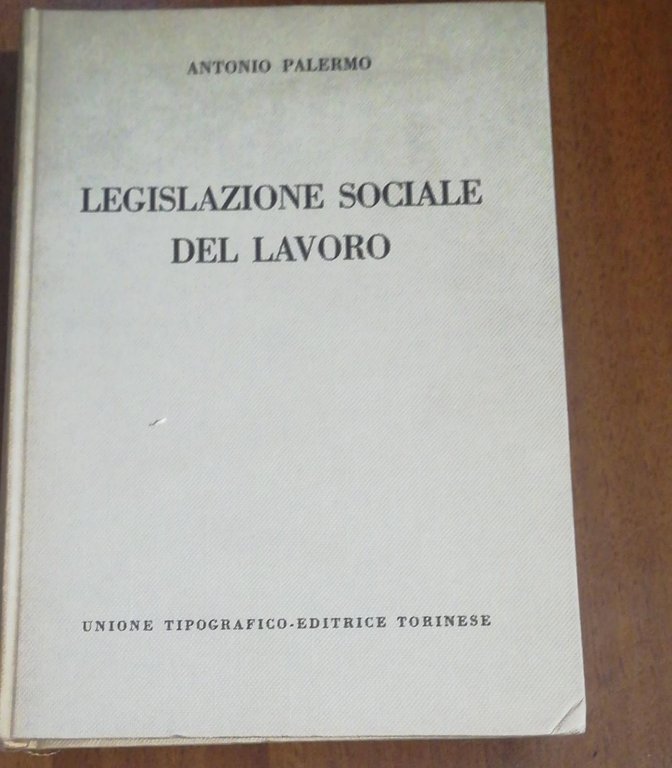 ANTONIO PALERMO
LEGISLAZIONE SOCIALE
DEL LAVORO
UNIONE TIPOGRAFICO-EDITRICE TORINESE